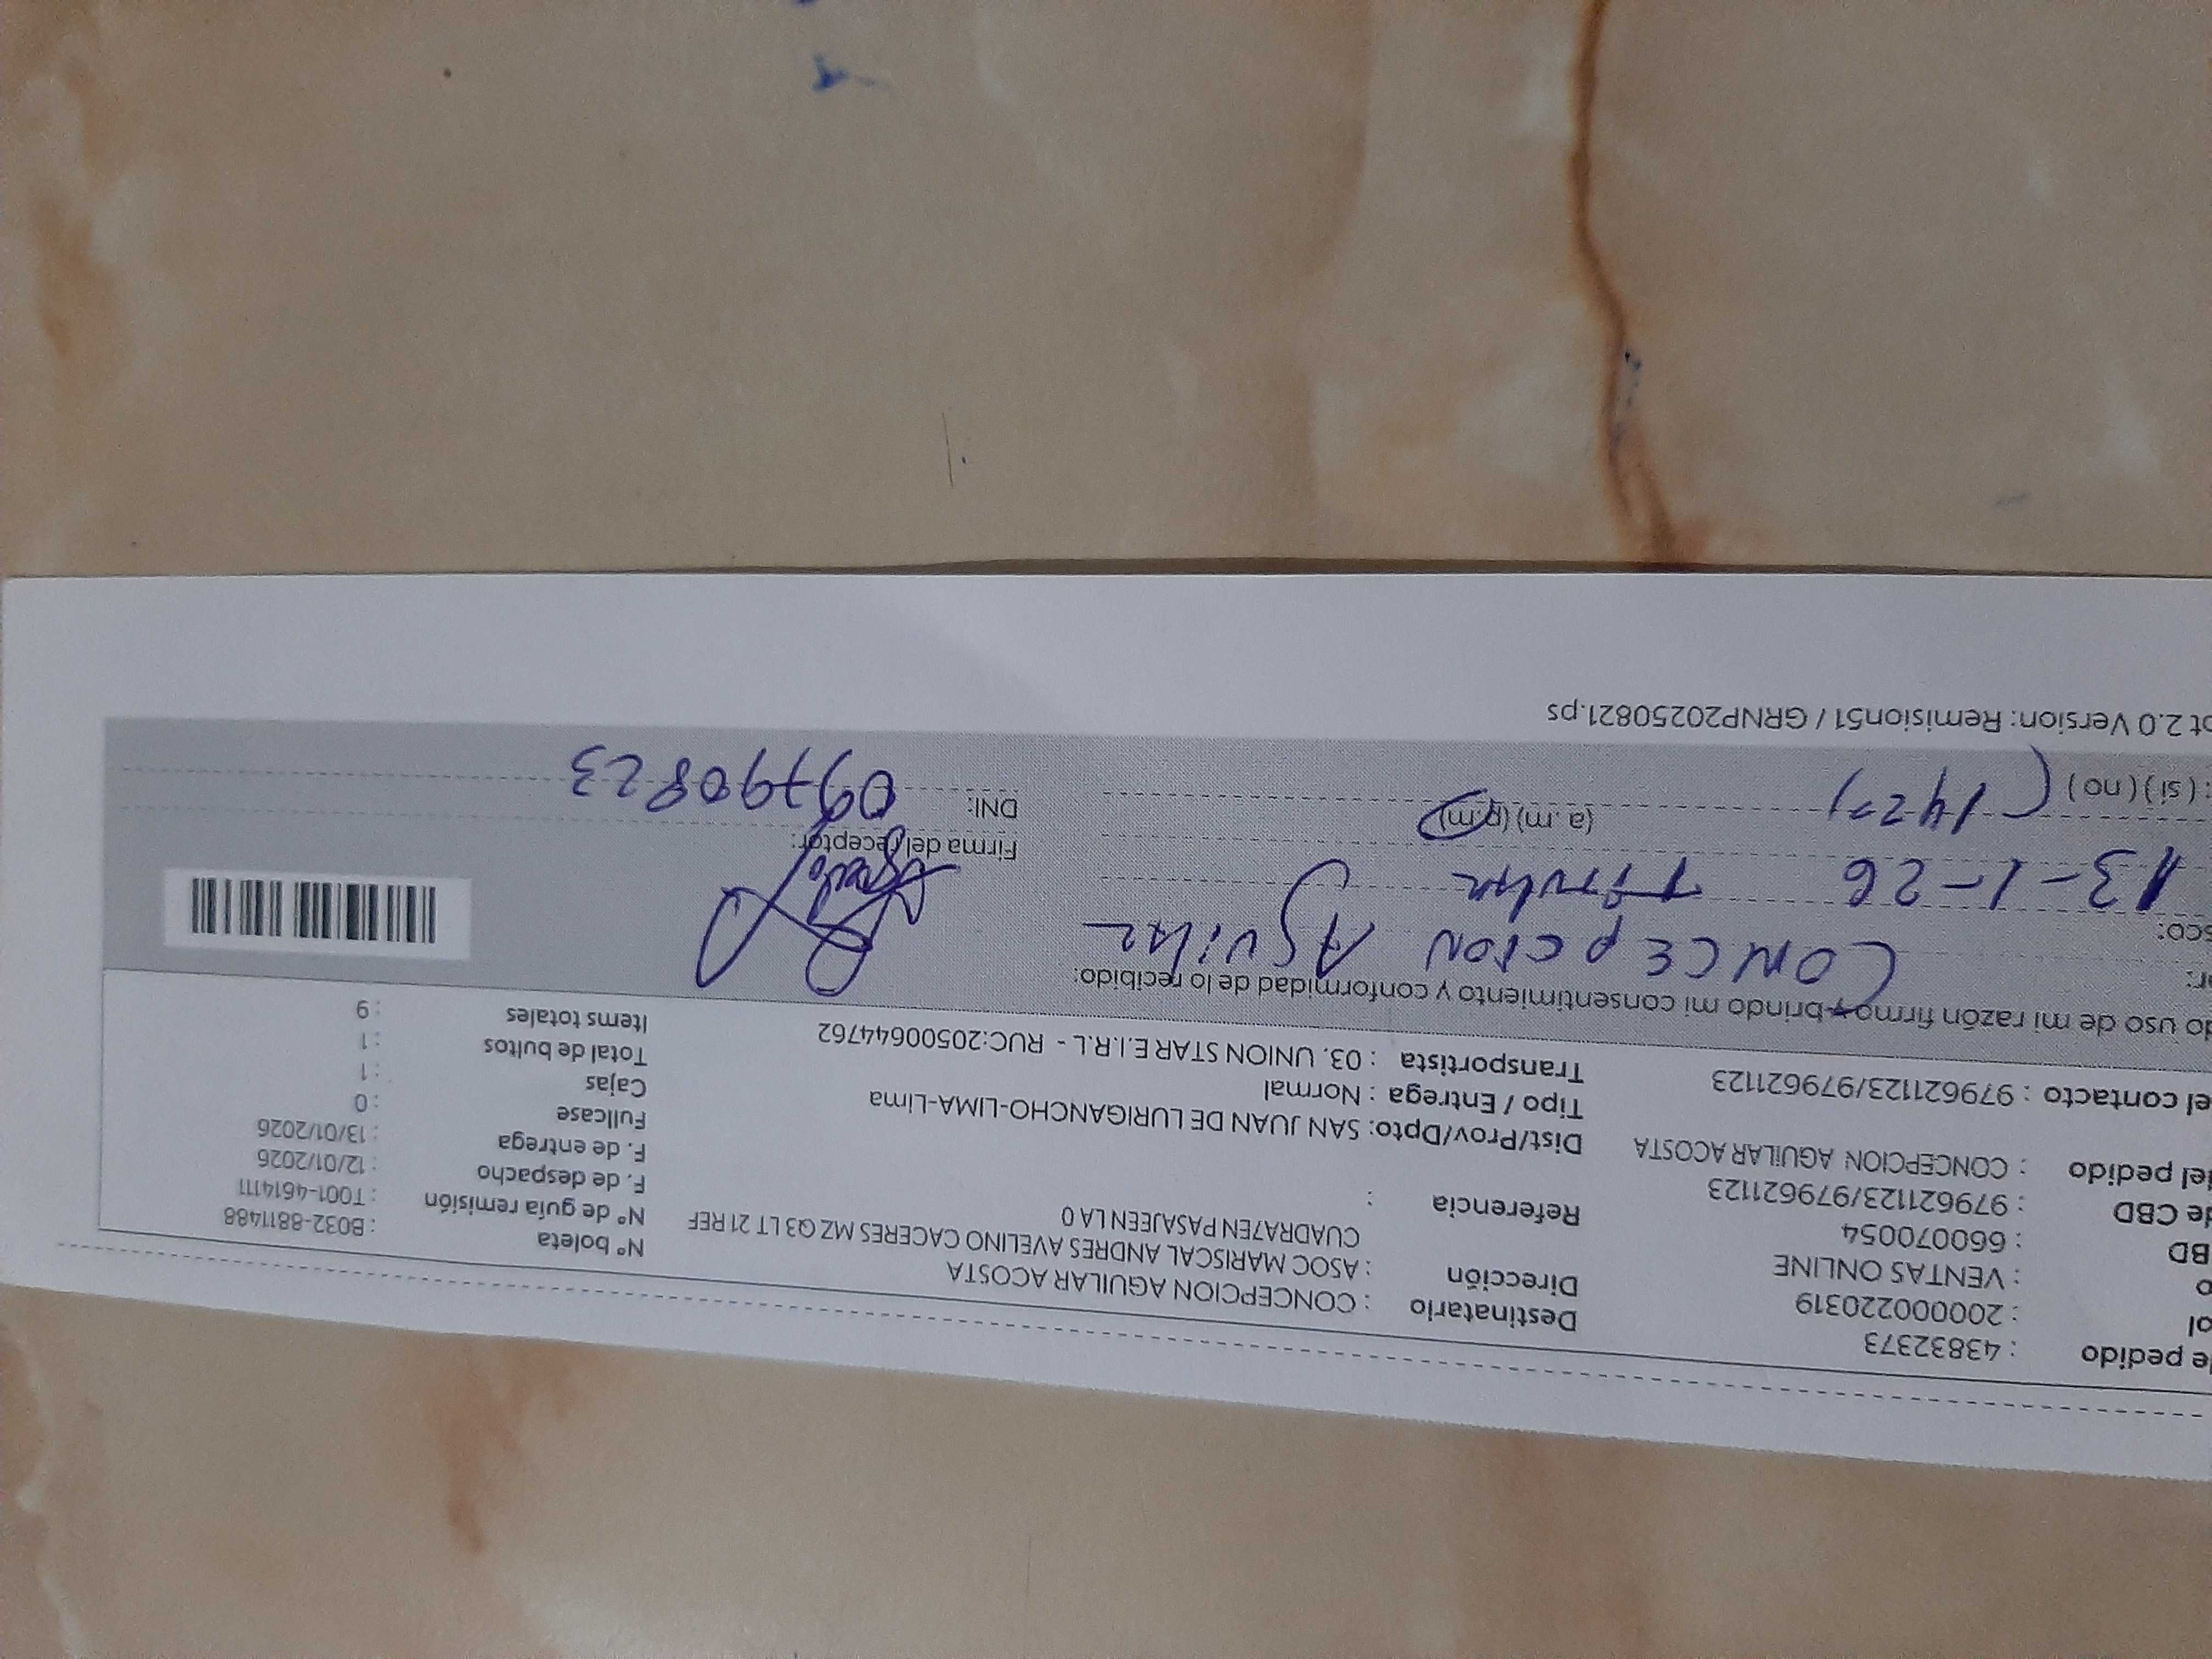 de pedido : 43832373
ol : 20000220319
o : VENTAS ONLINE
BD : 660070054
de CBD : 979621123/979621123
del pedido : CONCEPCION AGUILAR ACOSTA
el contacto : 979621123/979621123
Destinatario : CONCEPCION AGUILAR ACOSTA
Dirección : ASOC MARISCAL ANDRES AVELINO CACERES MZ Q3 LT 21 REF
CUADRA7EN PASAJEEN LA 0
Referencia :
Dist/Prov/Dpto: SAN JUAN DE LURIGANCHO-LIMA-Lima
Tipo / Entrega : Normal
Transportista : 03. UNION STAR E.I.R.L - RUC:20500644762
N° boleta : B032-8811488
N° de guía remisión : T001-4614111
F. de despacho : 12/01/2026
F. de entrega : 13/01/2026
Fullcase : 0
Cajas : 1
Total de bultos : 1
Items totales : 9
do uso de mi razón firmo y brindo mi consentimiento y conformidad de lo recibido:
or: CONCEPCION Aguilar
sco:
13-1-26 Titular
Firma del receptor:
: (si) (no) (a.m) (p.m)
DNI: 09790823
ot 2.0 Version: Remision51 / GRNP20250821.ps